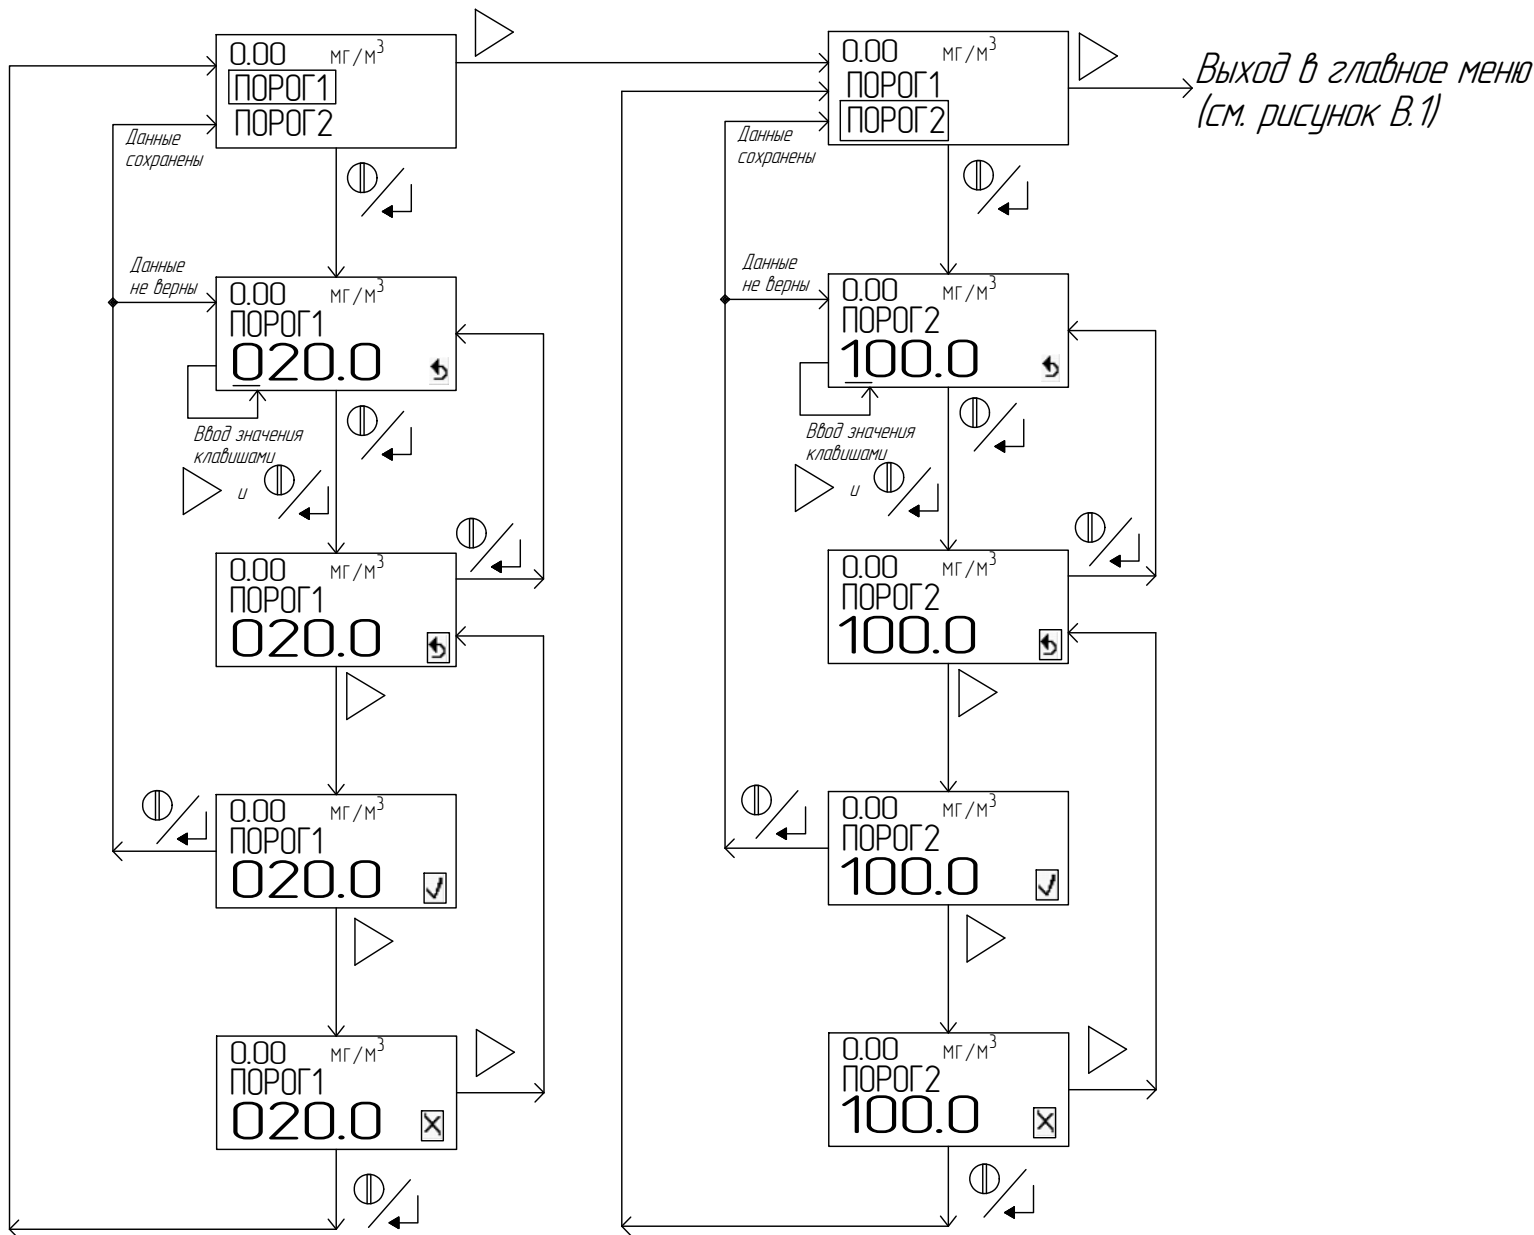 0.00 мг/м³
ПОРОГ1
ПОРОГ2
Данные
сохранены
Данные
не верны
0.00 мг/м³
ПОРОГ1
020.0
Ввод значения
клавишами
и
0.00 мг/м³
ПОРОГ1
020.0
0.00 мг/м³
ПОРОГ1
020.0
0.00 мг/м³
ПОРОГ1
020.0
0.00 мг/м³
ПОРОГ1
ПОРОГ2
Данные
сохранены
Данные
не верны
0.00 мг/м³
ПОРОГ2
100.0
Ввод значения
клавишами
и
0.00 мг/м³
ПОРОГ2
100.0
0.00 мг/м³
ПОРОГ2
100.0
0.00 мг/м³
ПОРОГ2
100.0
Выход в главное меню
(см. рисунок В.1)